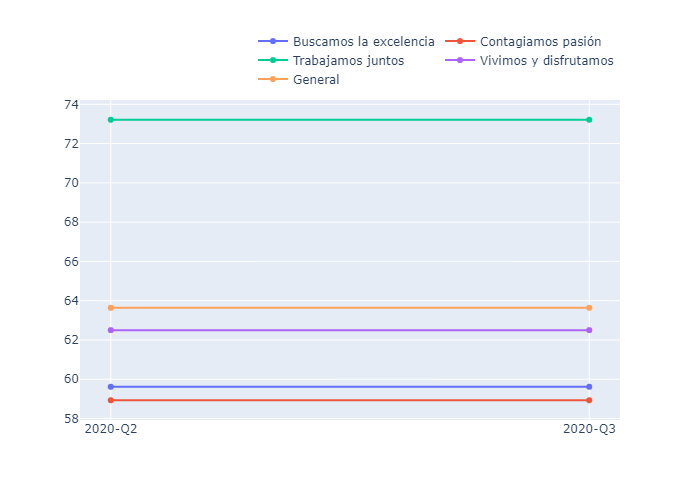 Buscamos la excelencia Contagiamos pasión
Trabajamos juntos Vivimos y disfrutamos
General
74
72
70
68
66
64
62
60
58
2020-Q2 2020-Q3